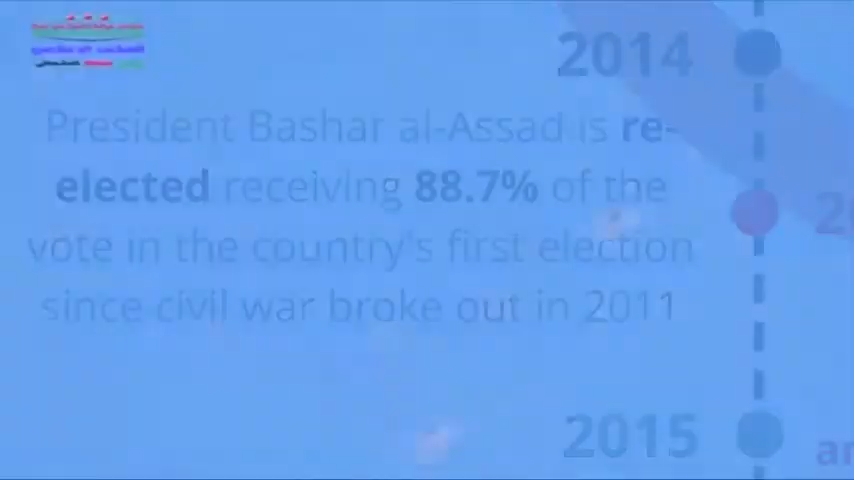 2014
President Bashar al-Assad is re-
elected receiving 88.7% of the
vote in the country's first election
since civil war broke out in 2011
2015